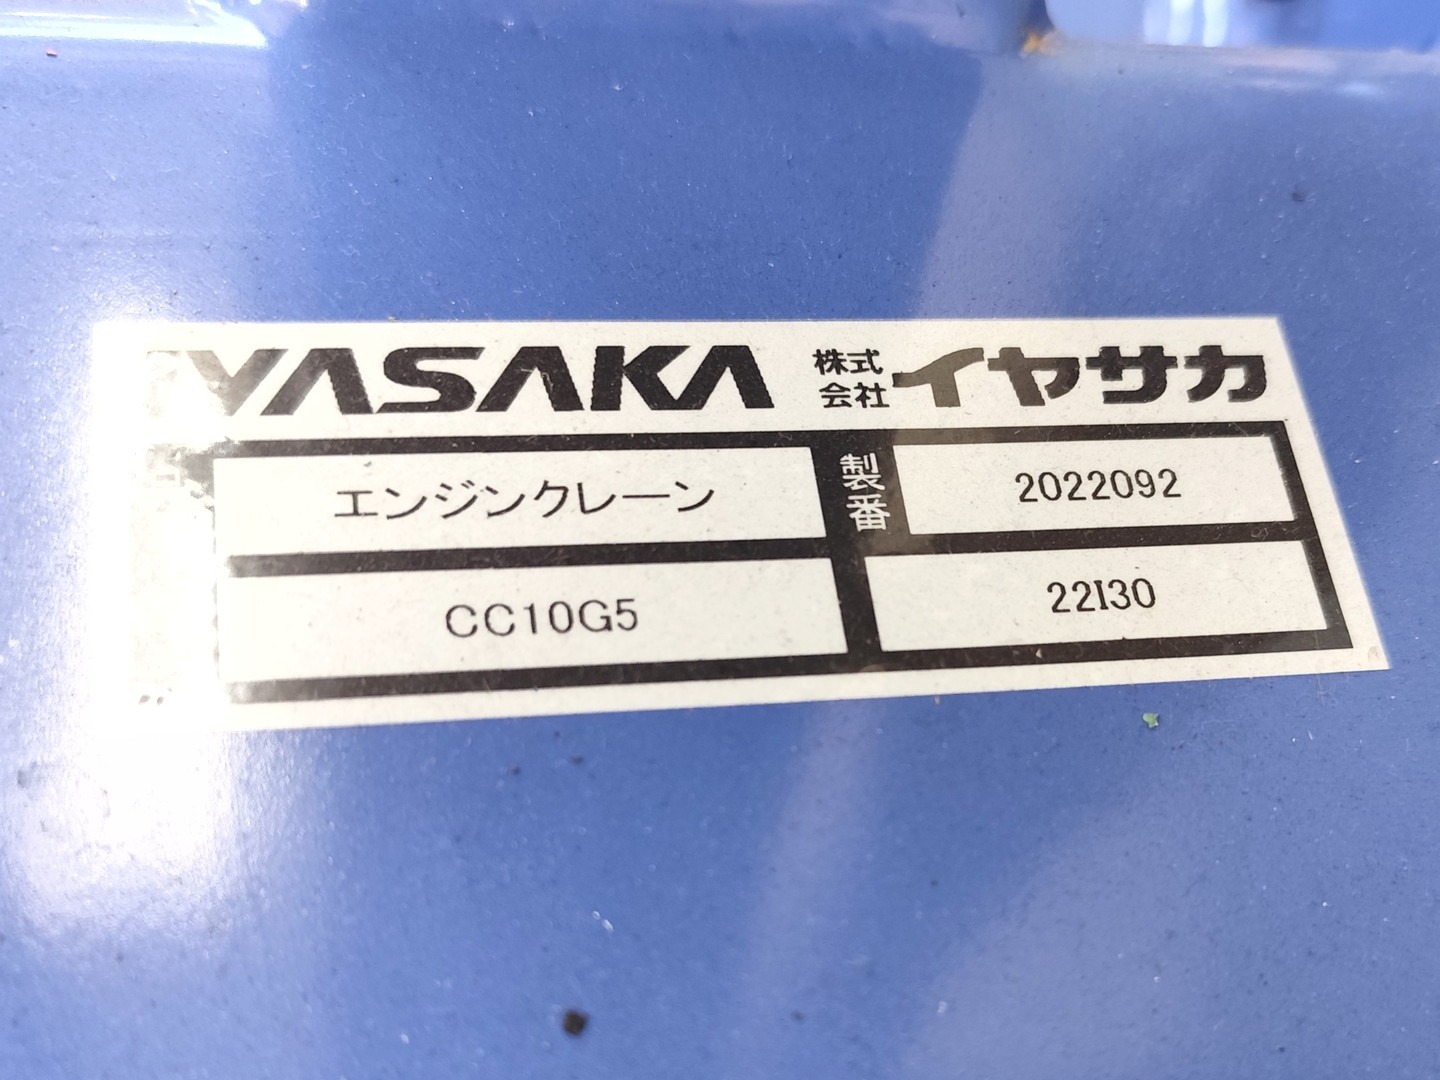 IYASAKA 株式会社イヤサカ
エンジンクレーン 製番 2022092
CC10G5 22I30